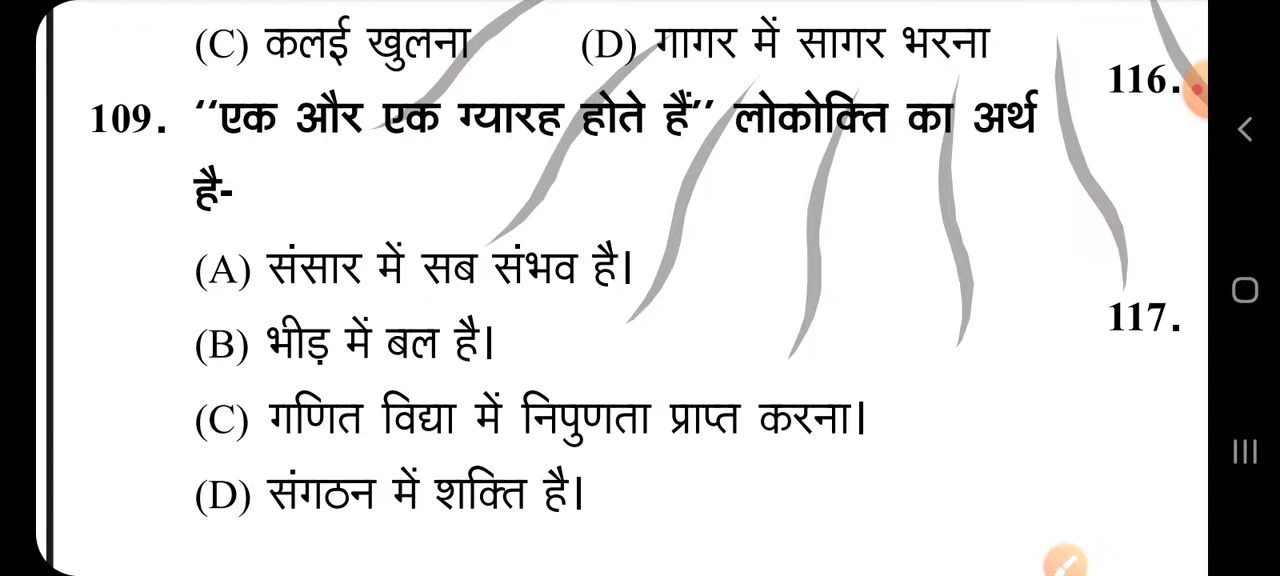 (C) कलई खुलना (D) गागर में सागर भरना
116.
109. ‘‘एक और एक ग्यारह होते हैं’’ लोकोक्ति का अर्थ
है-
(A) संसार में सब संभव है।
117.
(B) भीड़ में बल है।
(C) गणित विद्या में निपुणता प्राप्त करना।
(D) संगठन में शक्ति है।